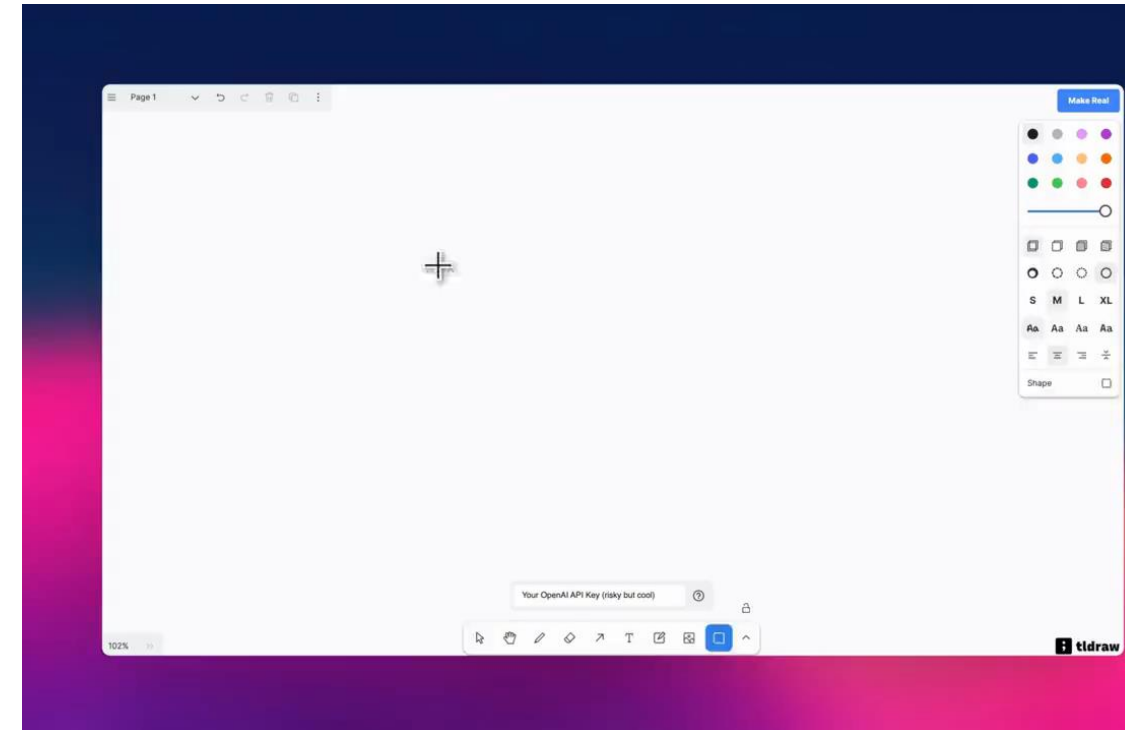 Page 1
Make Real
S M L XL
Aa Aa Aa Aa
Shape
Your OpenAI API Key (risky but cool)
T
102%
tldraw